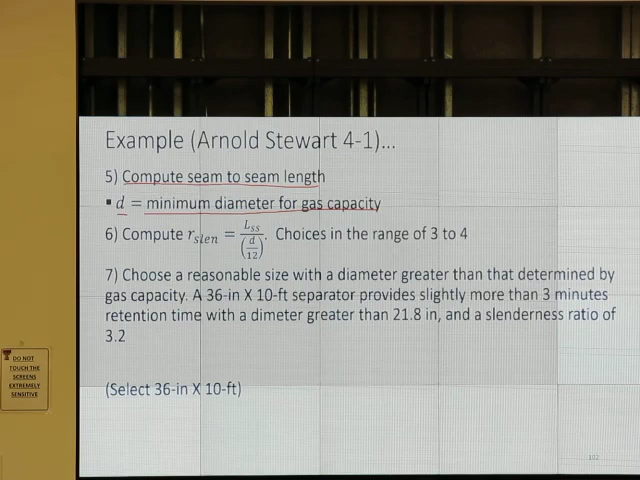 Example (Arnold Stewart 4-1)...
5) Compute seam to seam length
▪ d = minimum diameter for gas capacity
6) Compute r_slen = L_ss / (d/12). Choices in the range of 3 to 4
7) Choose a reasonable size with a diameter greater than that determined by
gas capacity. A 36-in X 10-ft separator provides slightly more than 3 minutes
retention time with a dimeter greater than 21.8 in, and a slenderness ratio of
3.2
(Select 36-in X 10-ft)
102
DO NOT
TOUCH THE
SCREENS
EXTREMELY
SENSITIVE